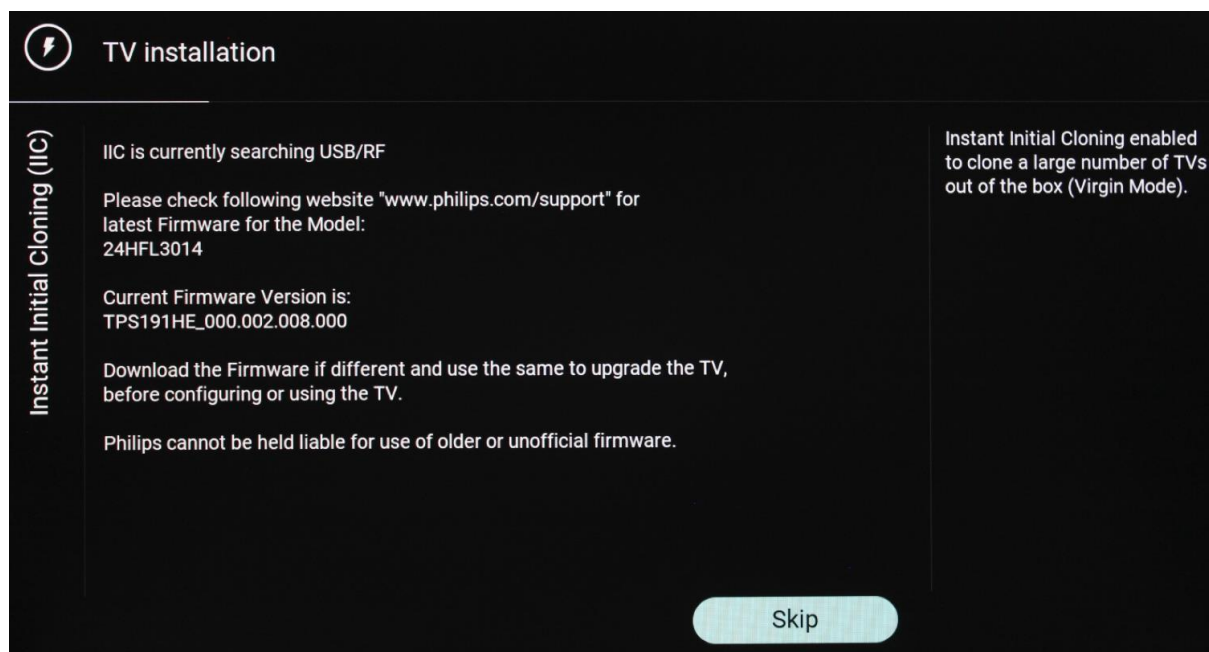 TV installation
Instant Initial Cloning (IIC)
IIC is currently searching USB/RF
Please check following website "www.philips.com/support" for
latest Firmware for the Model:
24HFL3014
Current Firmware Version is:
TPS191HE_000.002.008.000
Download the Firmware if different and use the same to upgrade the TV,
before configuring or using the TV.
Philips cannot be held liable for use of older or unofficial firmware.
Instant Initial Cloning enabled
to clone a large number of TVs
out of the box (Virgin Mode).
Skip